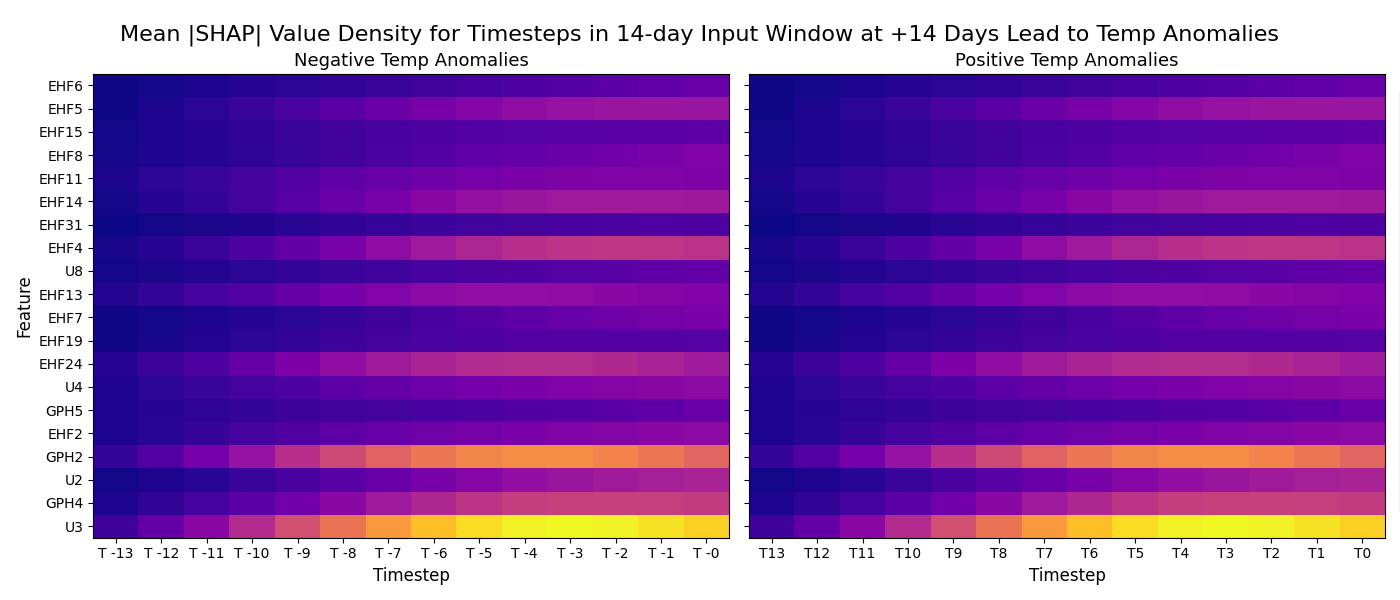 Mean |SHAP| Value Density for Timesteps in 14-day Input Window at +14 Days Lead to Temp Anomalies
Negative Temp Anomalies
Positive Temp Anomalies
Feature
EHF6
EHF5
EHF15
EHF8
EHF11
EHF14
EHF31
EHF4
U8
EHF13
EHF7
EHF19
EHF24
U4
GPH5
EHF2
GPH2
U2
GPH4
U3
T -13 T -12 T -11 T -10 T -9 T -8 T -7 T -6 T -5 T -4 T -3 T -2 T -1 T -0
T13 T12 T11 T10 T9 T8 T7 T6 T5 T4 T3 T2 T1 T0
Timestep
Timestep